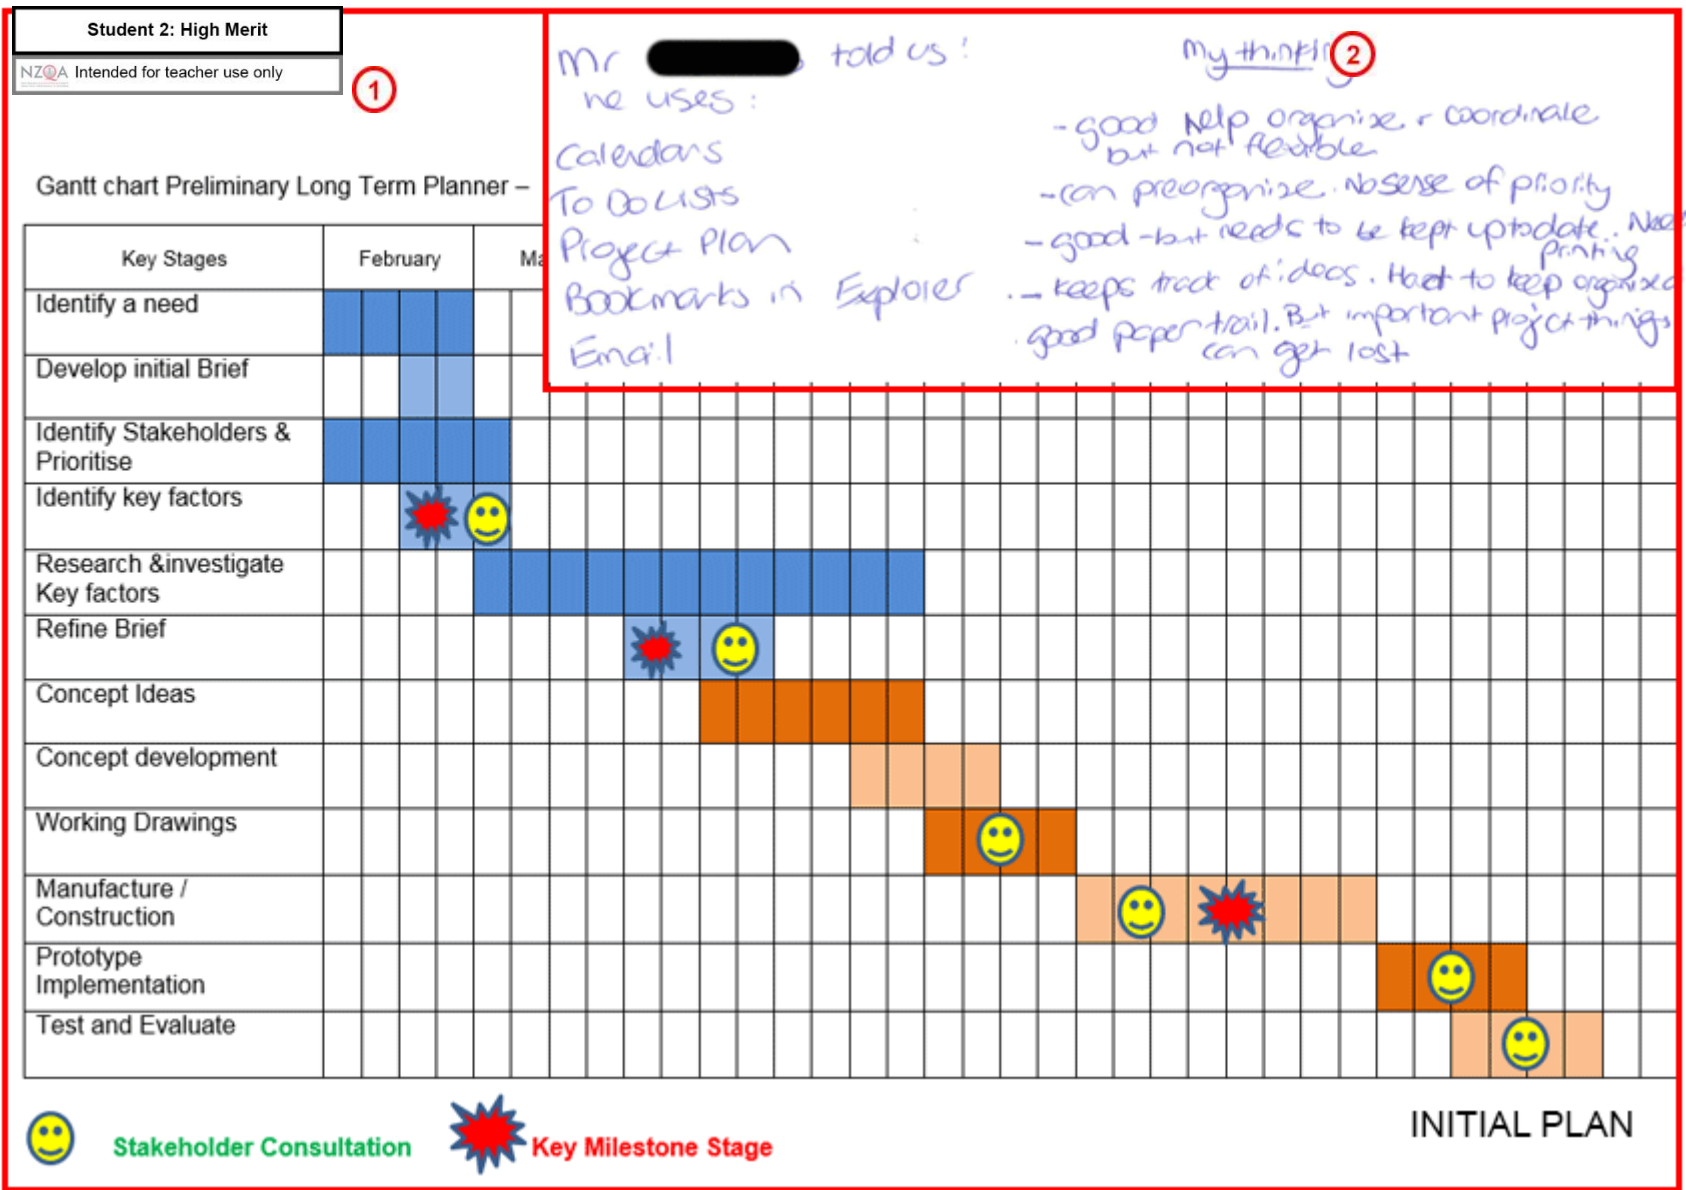 Student 2: High Merit
NZQA Intended for teacher use only
1
Mr told us!
he uses:
Calendars
To Do Lists
Project Plan
Bookmarks in Explorer
Email
My thinking
2
- good help organise & coordinate
but not flexible
- can preorganise. No sense of priority
- good - but needs to be kept uptodate. Need
printing
- keeps track of docs. Hard to keep organised
good paper trail. But important project things
can get lost
Gantt chart Preliminary Long Term Planner –
Key Stages February Ma
Identify a need
Develop initial Brief
Identify Stakeholders &
Prioritise
Identify key factors
Research &investigate
Key factors
Refine Brief
Concept Ideas
Concept development
Working Drawings
Manufacture /
Construction
Prototype
Implementation
Test and Evaluate
Stakeholder Consultation Key Milestone Stage
INITIAL PLAN